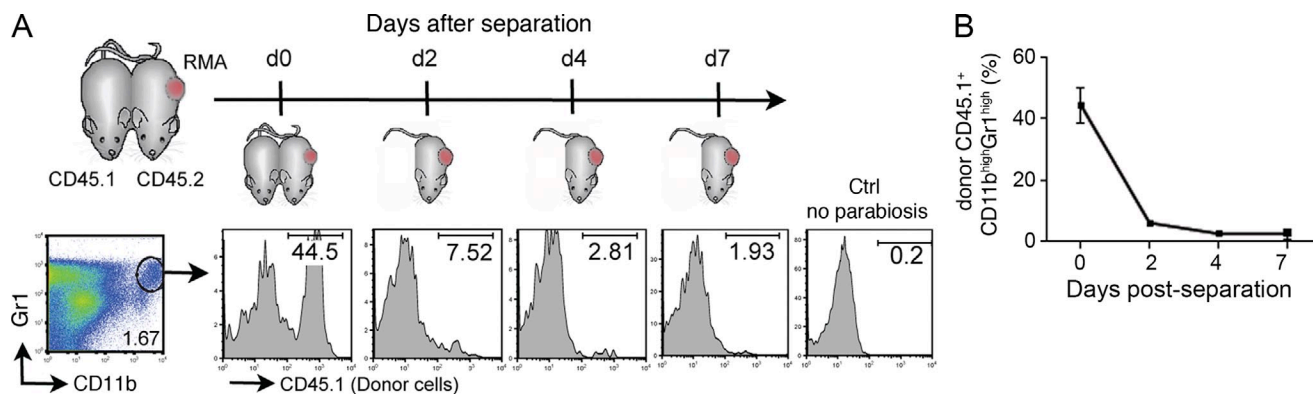 A
Days after separation
RMA
d0 d2 d4 d7
CD45.1 CD45.2
Ctrl
no parabiosis
44.5
7.52
2.81
1.93
0.2
Gr1
1.67
CD11b
CD45.1 (Donor cells)
B
donor CD45.1+
CD11bhighGr1high (%)
60
40
20
0
0 2 4 7
Days post-separation